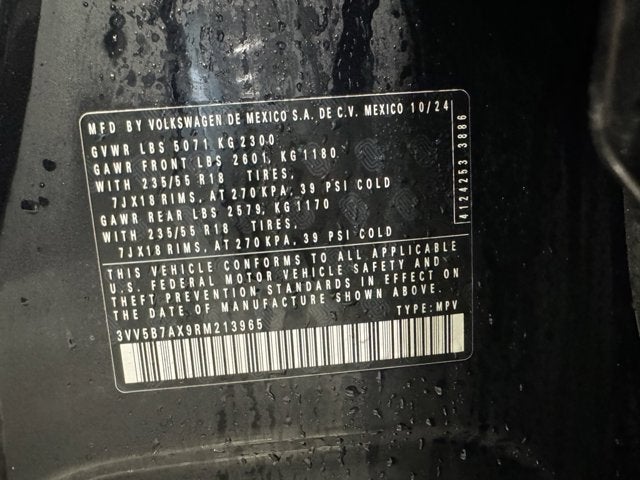 MFD BY VOLKSWAGEN DE MEXICO S.A. DE C.V. MEXICO 10/24
GVWR LBS 5071 KG 2300
GAWR FRONT LBS 2601, KG 1180
WITH 235/55 R18 TIRES,
7JX18 RIMS, AT 270 KPA, 39 PSI COLD
GAWR REAR LBS 2579, KG 1170
WITH 235/55 R18 TIRES,
7JX18 RIMS, AT 270 KPA, 39 PSI COLD
THIS VEHICLE CONFORMS TO ALL APPLICABLE
U.S. FEDERAL MOTOR VEHICLE SAFETY AND
THEFT PREVENTION STANDARDS IN EFFECT ON
THE DATE OF MANUFACTURE SHOWN ABOVE.
3VV5B7AX9RM213965 TYPE: MPV
4124253 3886